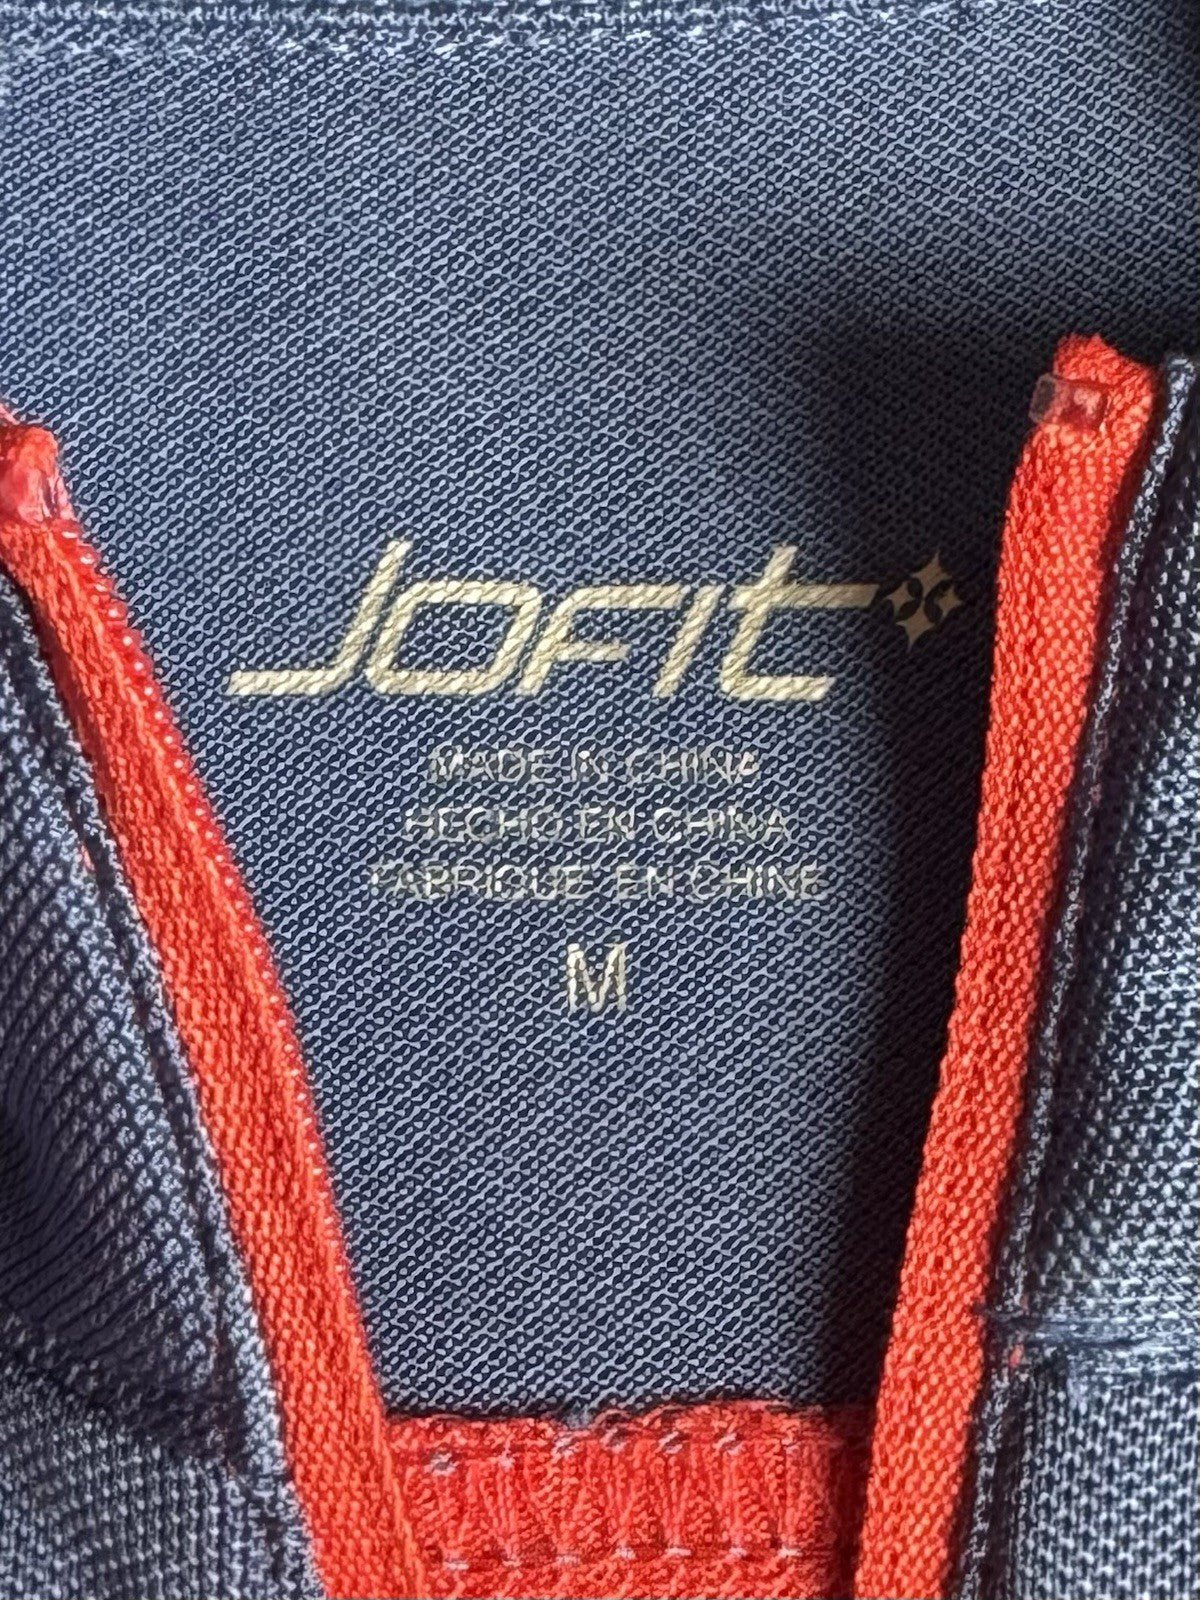 JOFIT
MADE IN CHINA
HECHO EN CHINA
FABRIQUE EN CHINE
M